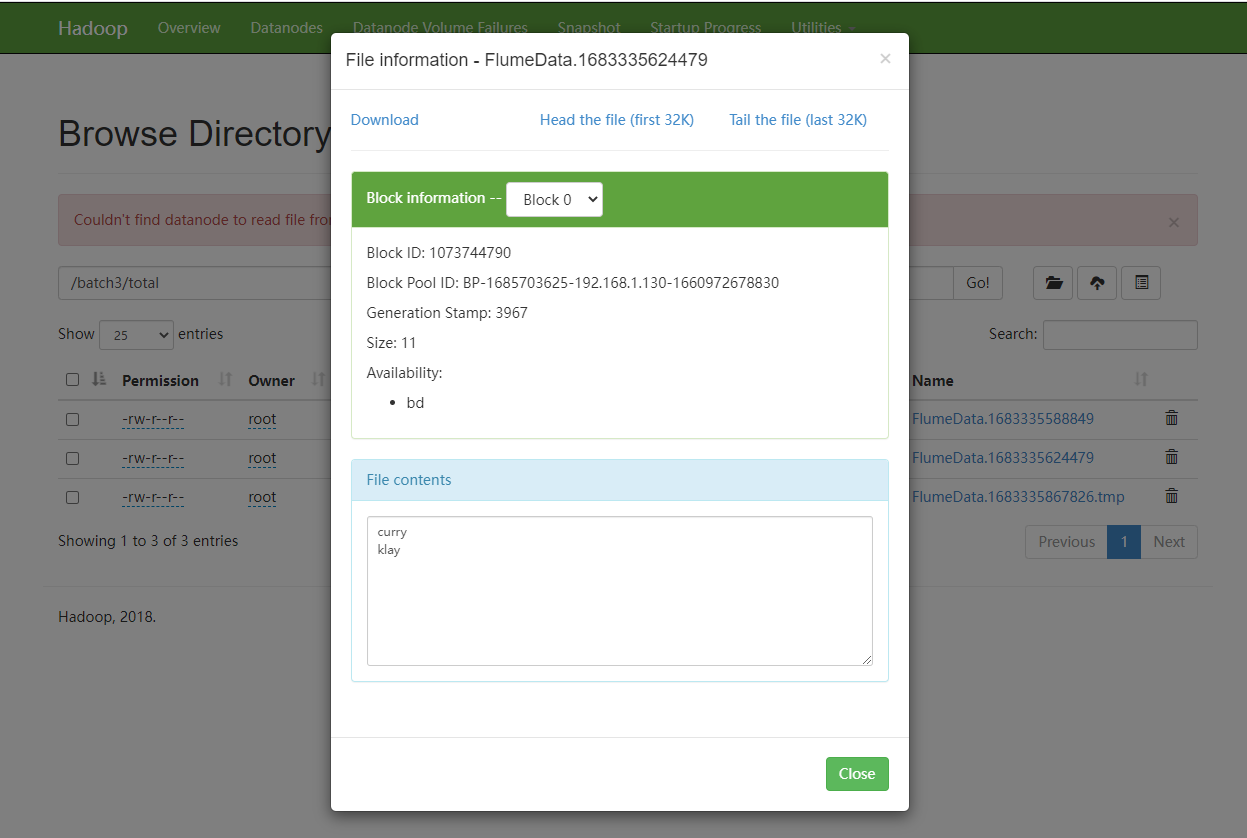 Hadoop Overview Datanodes Datanode Volume Failures Snapshot Startup Progress Utilities
File information - FlumeData.1683335624479 ×
Download Head the file (first 32K) Tail the file (last 32K)
Browse Directory
Block information -- Block 0
Couldn't find datanode to read file from ×
Block ID: 1073744790
/batch3/total Go!
Block Pool ID: BP-1685703625-192.168.1.130-1660972678830
Generation Stamp: 3967
Show 25 entries Search:
Size: 11
Availability:
Permission Owner Name
bd
-rw-r--r-- root FlumeData.1683335588849
-rw-r--r-- root FlumeData.1683335624479
File contents
-rw-r--r-- root FlumeData.1683335867826.tmp
curry
klay
Showing 1 to 3 of 3 entries Previous 1 Next
Hadoop, 2018.
Close